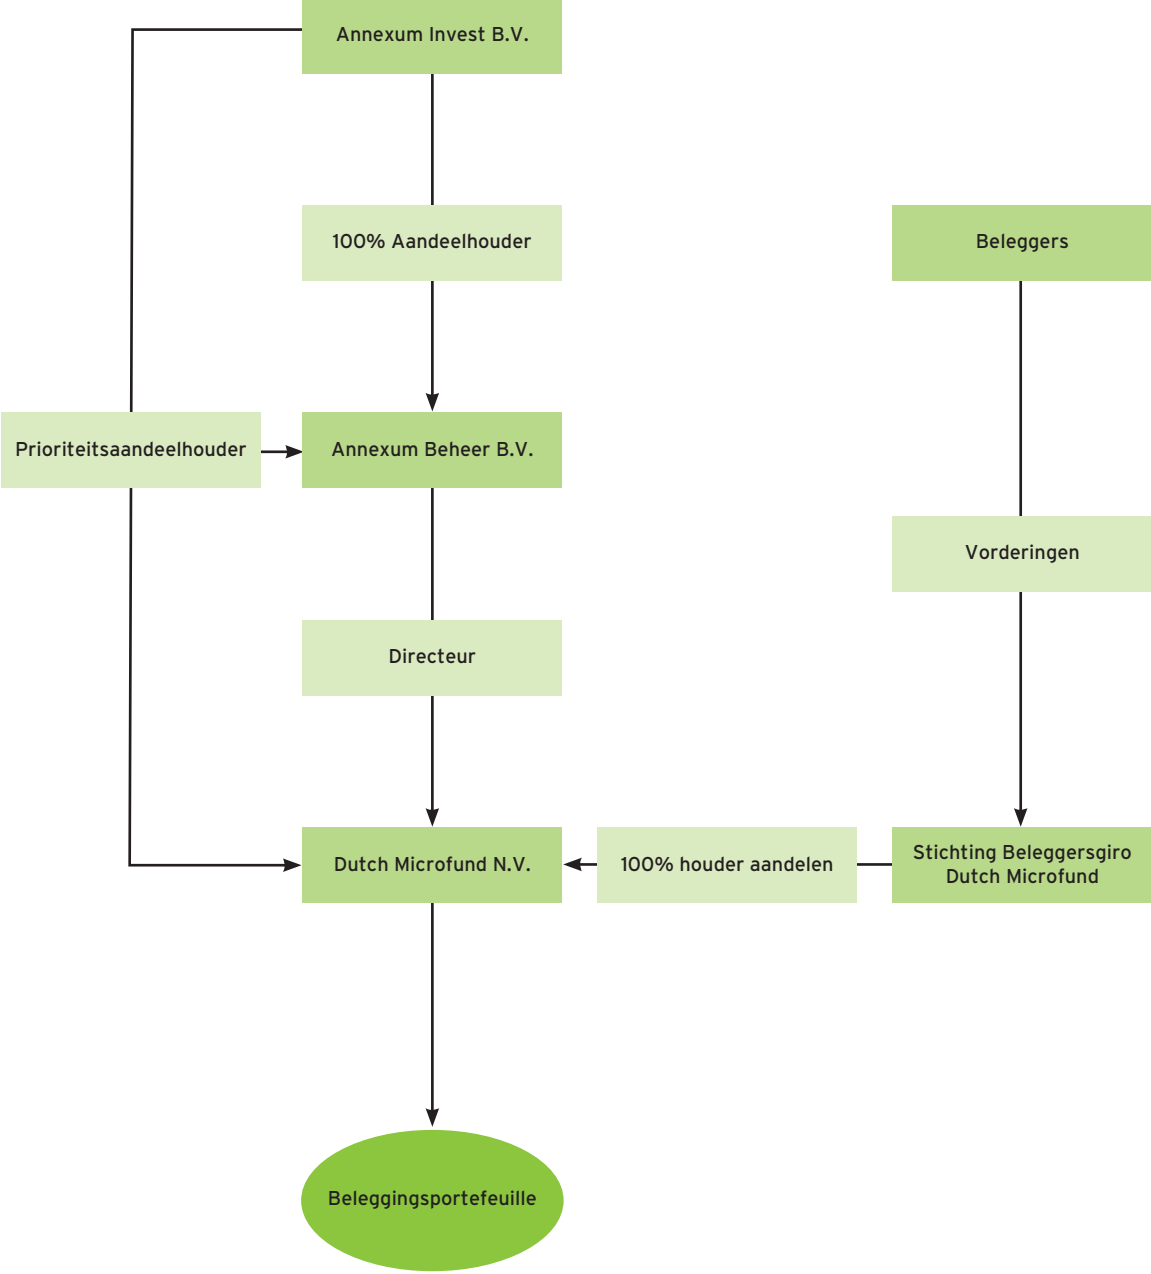 Annexum Invest B.V.
100% Aandeelhouder
Beleggers
Prioriteitsaandeelhouder
Annexum Beheer B.V.
Vorderingen
Directeur
Dutch Microfund N.V.
100% houder aandelen
Stichting Beleggersgiro
Dutch Microfund
Beleggingsportefeuille